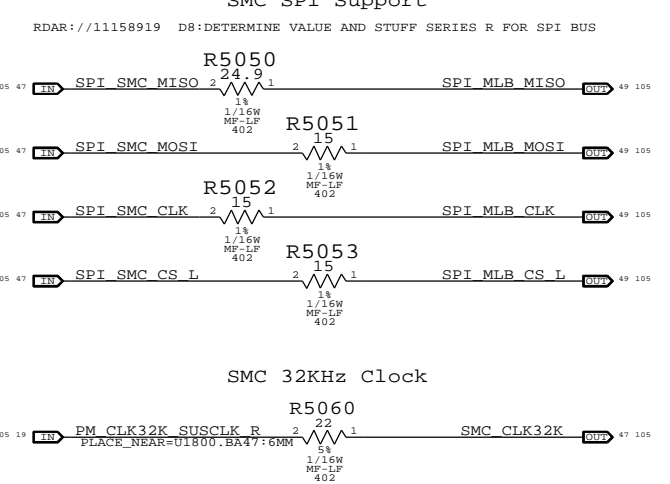 SMC SPI Support
RDAR://11158919 D8:DETERMINE VALUE AND STUFF SERIES R FOR SPI BUS
R5050
24.9
05 47 IN SPI_SMC_MISO 2 1 SPI_MLB_MISO OUT 49 105
1%
1/16W
MF-LF
402
R5051
15
05 47 IN SPI_SMC_MOSI 2 1 SPI_MLB_MOSI OUT 49 105
1%
1/16W
MF-LF
402
R5052
15
05 47 IN SPI_SMC_CLK 2 1 SPI_MLB_CLK OUT 49 105
1%
1/16W
MF-LF
402
R5053
15
05 47 IN SPI_SMC_CS_L 2 1 SPI_MLB_CS_L OUT 49 105
1%
1/16W
MF-LF
402
SMC 32KHz Clock
R5060
22
05 19 IN PM_CLK32K_SUSCLK_R 2 1 SMC_CLK32K OUT 47 105
PLACE_NEAR=U1800.BA47:6MM
5%
1/16W
MF-LF
402